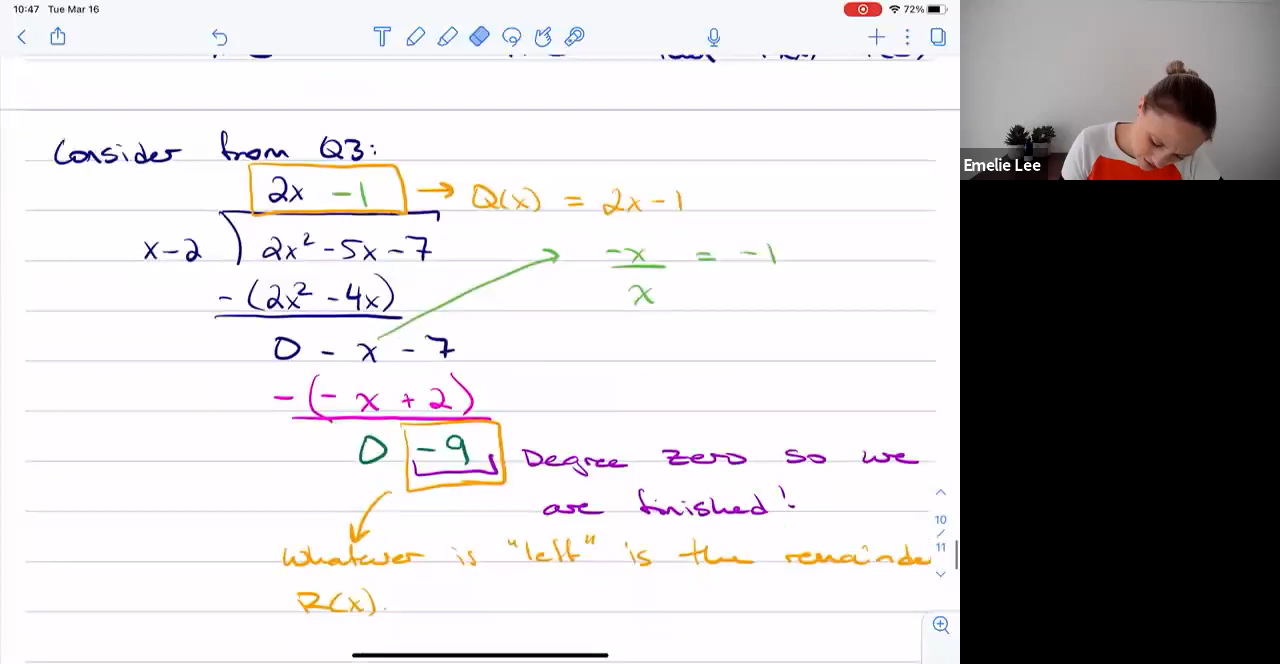 10:47 Tue Mar 16
72%
Consider from Q3:
2x -1 → Q(x) = 2x-1
x-2 ) 2x² -5x -7
-x/x = -1
-(2x² -4x)
0 - x - 7
-(- x + 2)
0 -9 Degree zero so we
are finished!
Whatever is "left" is the remainde
R(x).
10
11
Emelie Lee